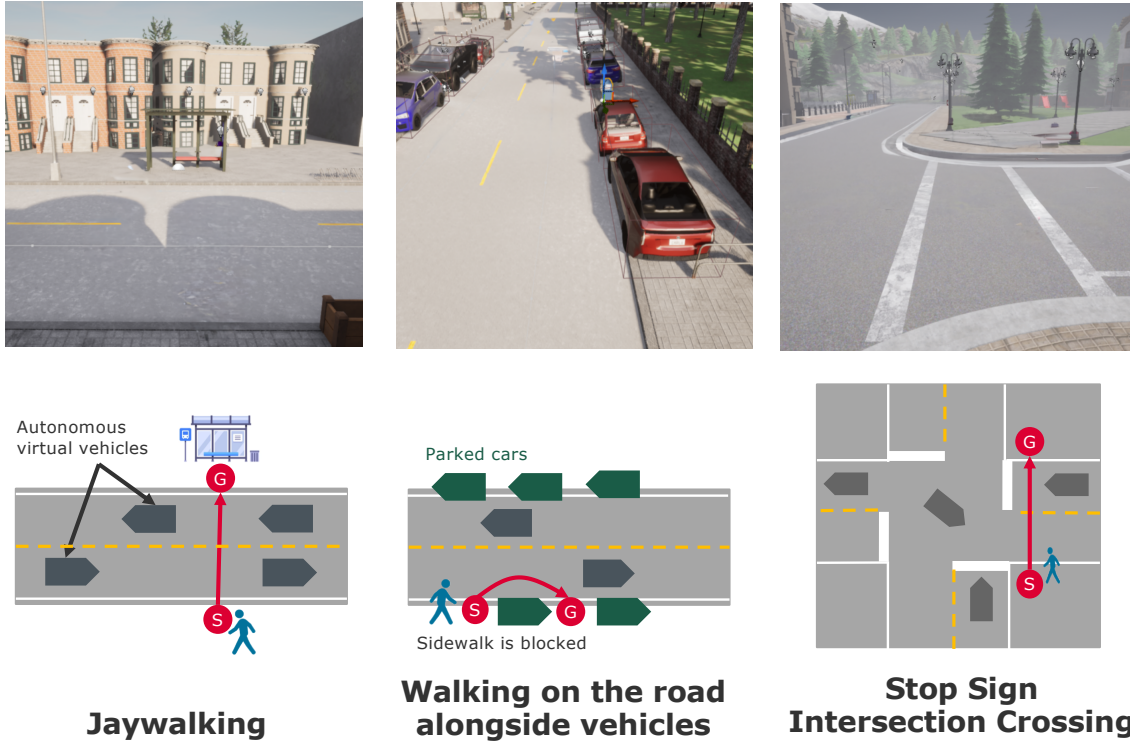 Autonomous
virtual vehicles
G
S
Jaywalking
Parked cars
S
G
Sidewalk is blocked
Walking on the road
alongside vehicles
G
S
Stop Sign
Intersection Crossing